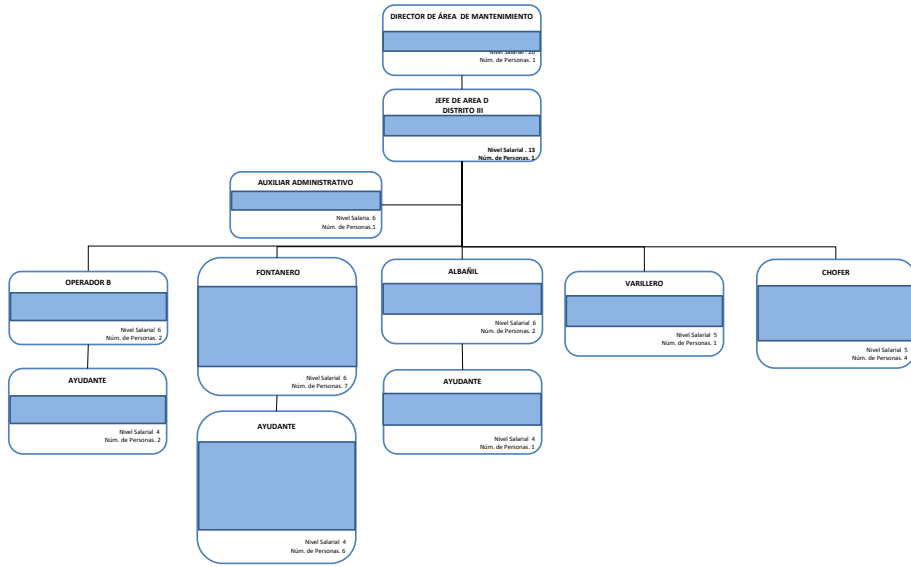 DIRECTOR DE ÁREA DE MANTENIMIENTO
Nivel Salarial . 20
Núm. de Personas. 1
JEFE DE AREA D
DISTRITO III
Nivel Salarial . 13
Núm. de Personas. 1
AUXILIAR ADMINISTRATIVO
Nivel Salaria. 6
Núm. de Personas.1
OPERADOR B
Nivel Salarial 6
Núm. de Personas. 2
FONTANERO
Nivel Salarial 6
Núm. de Personas. 7
ALBAÑIL
Nivel Salarial 6
Núm. de Personas. 2
VARILLERO
Nivel Salarial 5
Núm. de Personas. 1
CHOFER
Nivel Salarial 5
Núm. de Personas. 4
AYUDANTE
Nivel Salarial 4
Núm. de Personas. 2
AYUDANTE
Nivel Salarial 4
Núm. de Personas. 6
AYUDANTE
Nivel Salarial 4
Núm. de Personas. 1